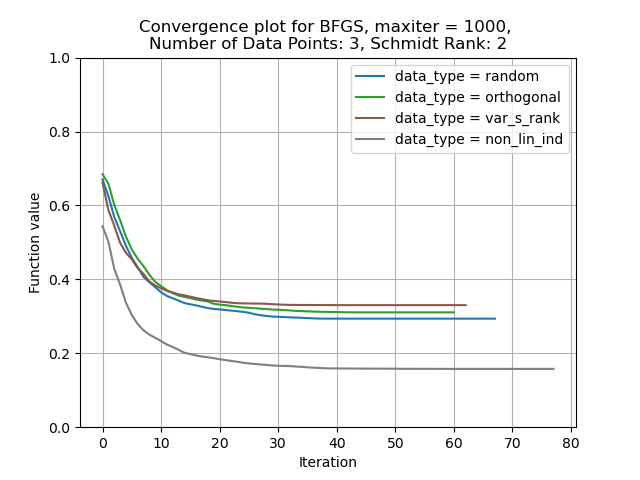 Convergence plot for BFGS, maxiter = 1000,
Number of Data Points: 3, Schmidt Rank: 2
data_type = random
data_type = orthogonal
data_type = var_s_rank
data_type = non_lin_ind
Function value
1.0
0.8
0.6
0.4
0.2
0.0
0 10 20 30 40 50 60 70 80
Iteration